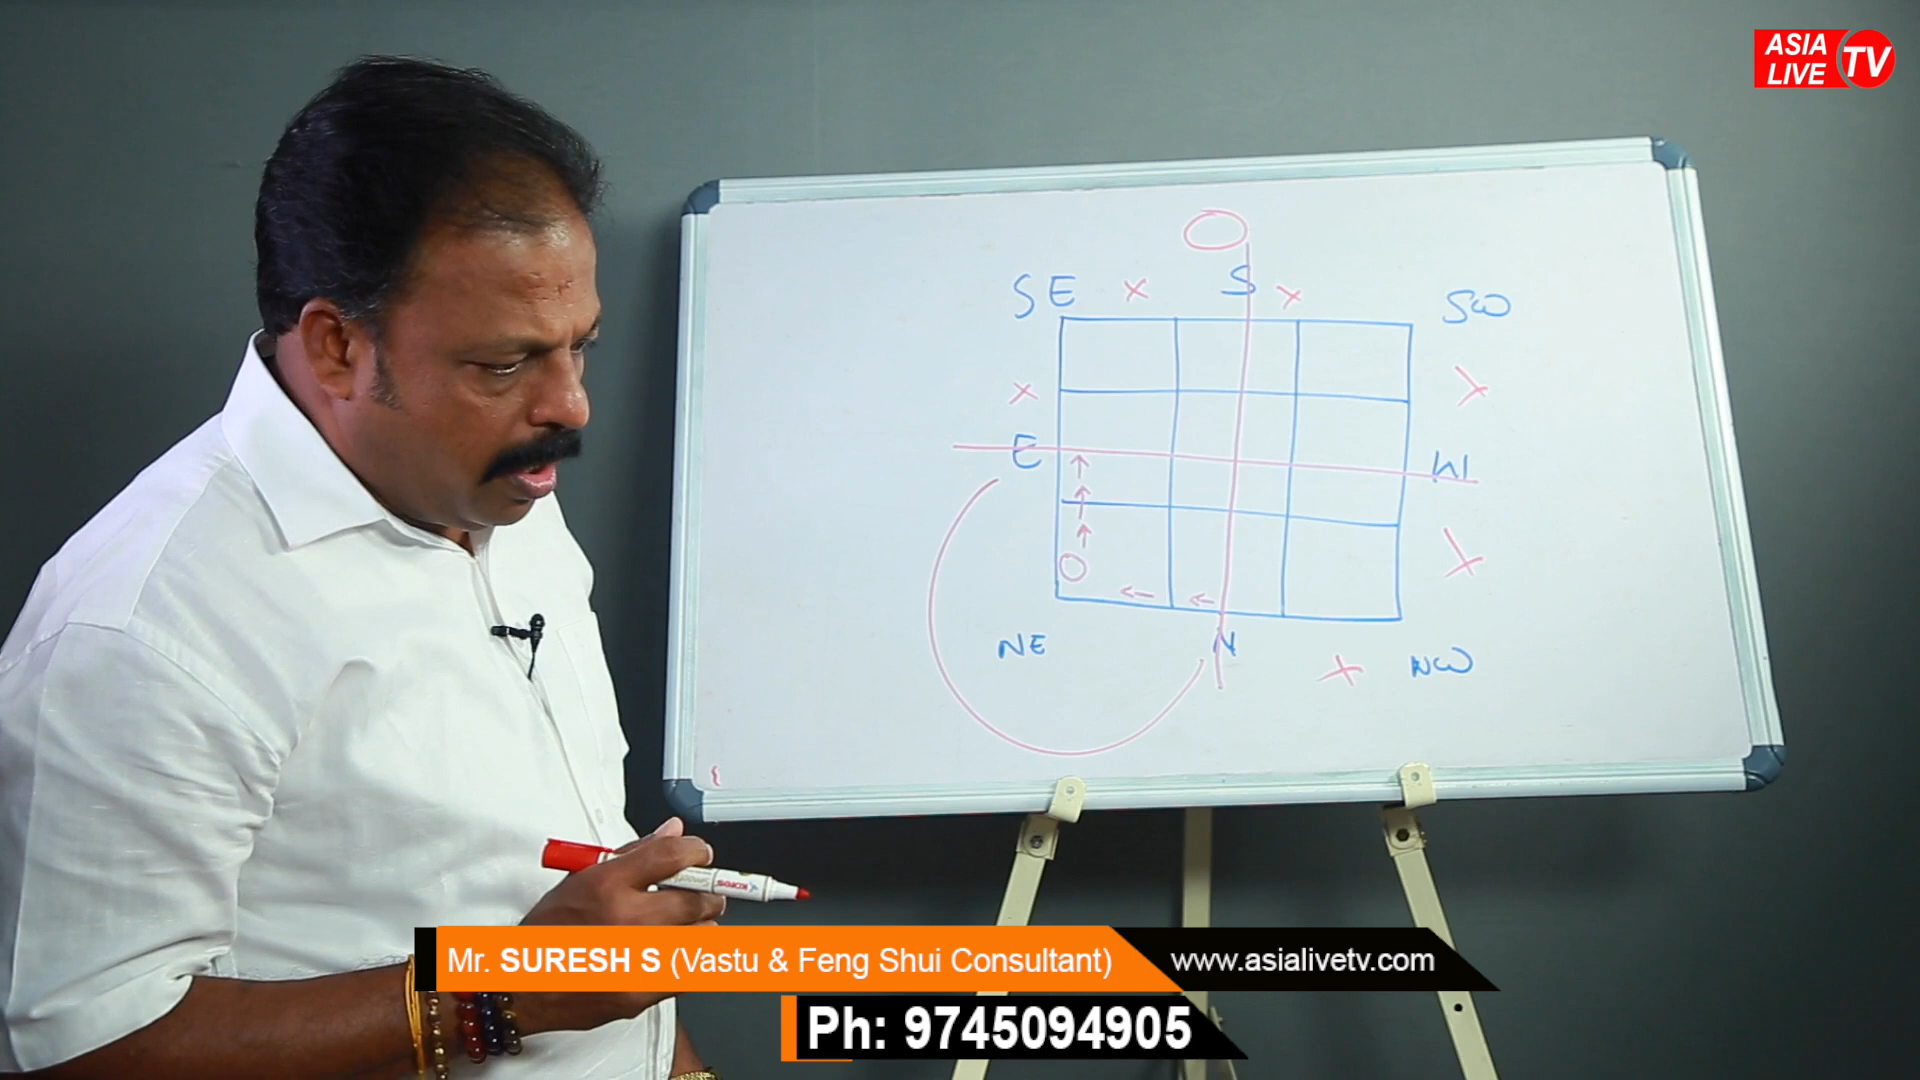 ASIA
LIVE TV
SE × S × SW
×
×
E W
×
NE N × NW
Mr. SURESH S (Vastu & Feng Shui Consultant) www.asialivetv.com
Ph: 9745094905